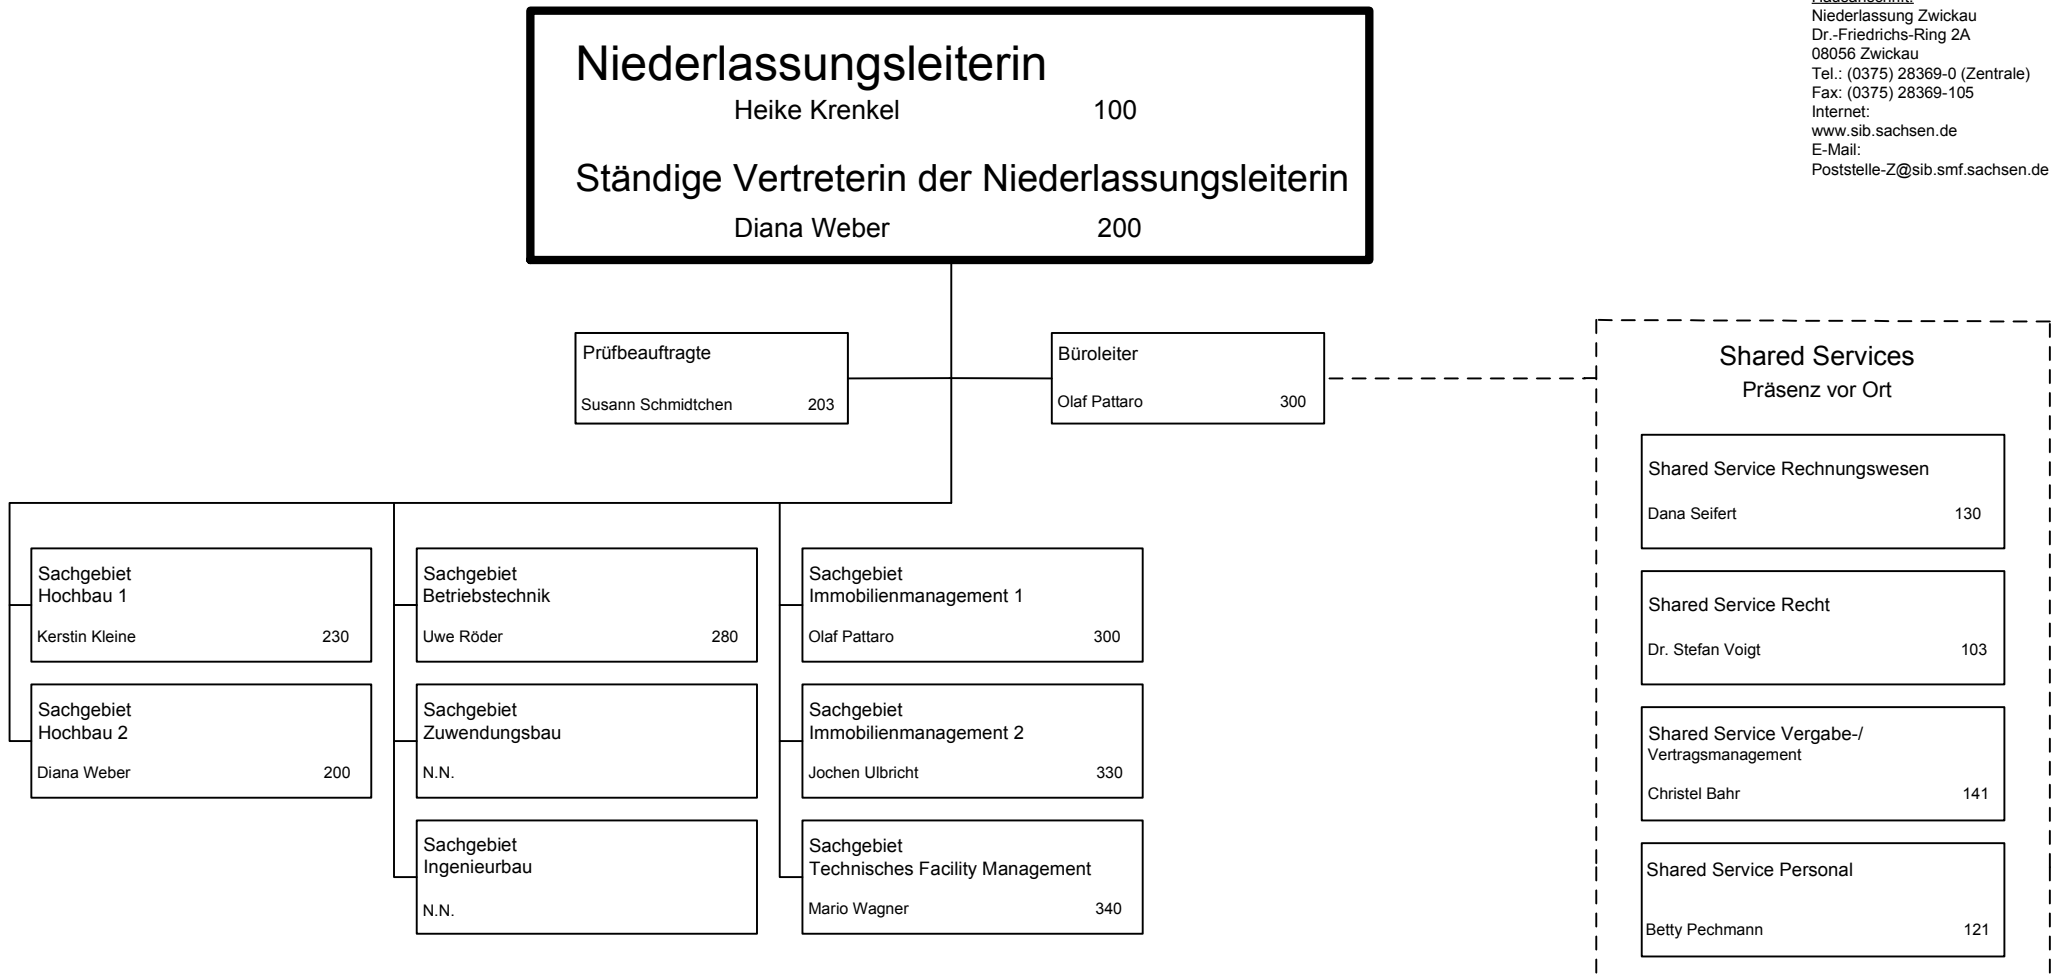 Hausanschrift:
Niederlassung Zwickau
Dr.-Friedrichs-Ring 2A
08056 Zwickau
Tel.: (0375) 28369-0 (Zentrale)
Fax: (0375) 28369-105
Internet:
www.sib.sachsen.de
E-Mail:
Poststelle-Z@sib.smf.sachsen.de
Niederlassungsleiterin
Heike Krenkel 100
Ständige Vertreterin der Niederlassungsleiterin
Diana Weber 200
Prüfbeauftragte
Susann Schmidtchen 203
Büroleiter
Olaf Pattaro 300
Sachgebiet
Hochbau 1
Kerstin Kleine 230
Sachgebiet
Hochbau 2
Diana Weber 200
Sachgebiet
Betriebstechnik
Uwe Röder 280
Sachgebiet
Zuwendungsbau
N.N.
Sachgebiet
Ingenieurbau
N.N.
Sachgebiet
Immobilienmanagement 1
Olaf Pattaro 300
Sachgebiet
Immobilienmanagement 2
Jochen Ulbricht 330
Sachgebiet
Technisches Facility Management
Mario Wagner 340
Shared Services
Präsenz vor Ort
Shared Service Rechnungswesen
Dana Seifert 130
Shared Service Recht
Dr. Stefan Voigt 103
Shared Service Vergabe-/
Vertragsmanagement
Christel Bahr 141
Shared Service Personal
Betty Pechmann 121